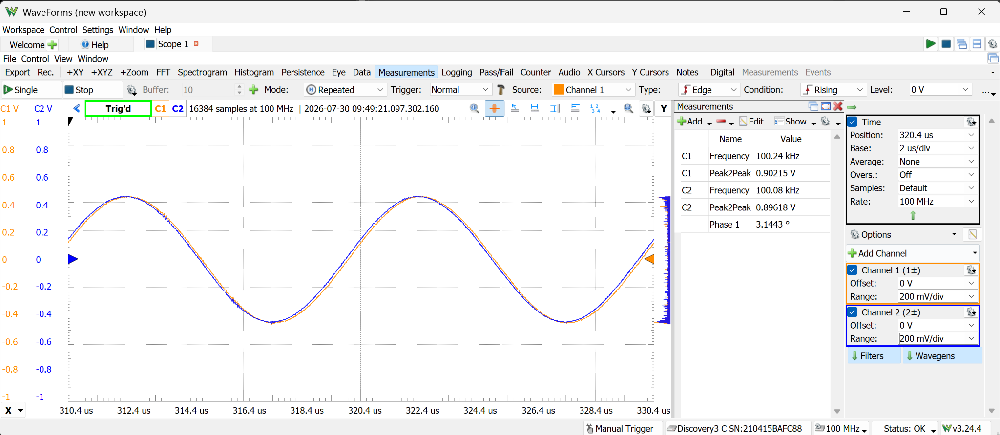 WaveForms (new workspace)
Workspace Control Settings Window Help
Welcome Help Scope 1
File Control View Window
Export Rec. +XY +XYZ +Zoom FFT Spectrogram Histogram Persistence Eye Data Measurements Logging Pass/Fail Counter Audio X Cursors Y Cursors Notes Digital Measurements Events
Single Stop Buffer: 10 Mode: Repeated Trigger: Normal Source: Channel 1 Type: Edge Condition: Rising Level: 0 V ...
C1 V C2 V Trig'd C1 C2 16384 samples at 100 MHz | 2026-07-30 09:49:21.097.302.160 Y
1 1
0.8 0.8
0.6 0.6
0.4 0.4
0.2 0.2
0 0
-0.2 -0.2
-0.4 -0.4
-0.6 -0.6
-0.8 -0.8
-1 -1
X 310.4 us 312.4 us 314.4 us 316.4 us 318.4 us 320.4 us 322.4 us 324.4 us 326.4 us 328.4 us 330.4 us
Measurements
Add Edit Show
Name Value
C1 Frequency 100.24 kHz
C1 Peak2Peak 0.90215 V
C2 Frequency 100.08 kHz
C2 Peak2Peak 0.89618 V
Phase 1 3.1443 °
Time
Position: 320.4 us
Base: 2 us/div
Average: None
Overs.: Off
Samples: Default
Rate: 100 MHz
Options
Add Channel
Channel 1 (1±)
Offset: 0 V
Range: 200 mV/div
Channel 2 (2±)
Offset: 0 V
Range: 200 mV/div
Filters Wavegens
Manual Trigger Discovery3 C SN:210415BAFC88 100 MHz Status: OK v3.24.4